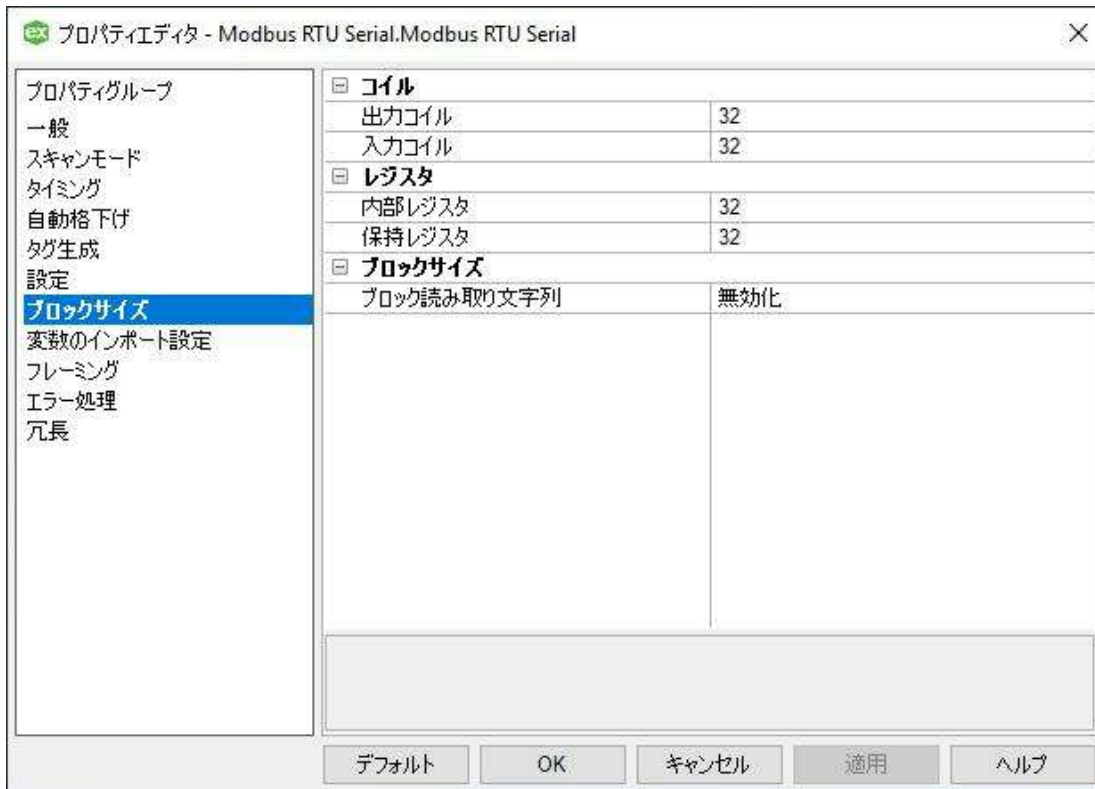 ex プロパティエディタ - Modbus RTU Serial.Modbus RTU Serial
プロパティグループ
一般
スキャンモード
タイミング
自動格下げ
タグ生成
設定
ブロックサイズ
変数のインポート設定
フレーミング
エラー処理
冗長
コイル
出力コイル 32
入力コイル 32
レジスタ
内部レジスタ 32
保持レジスタ 32
ブロックサイズ
ブロック読み取り文字列 無効化
デフォルト OK キャンセル 適用 ヘルプ